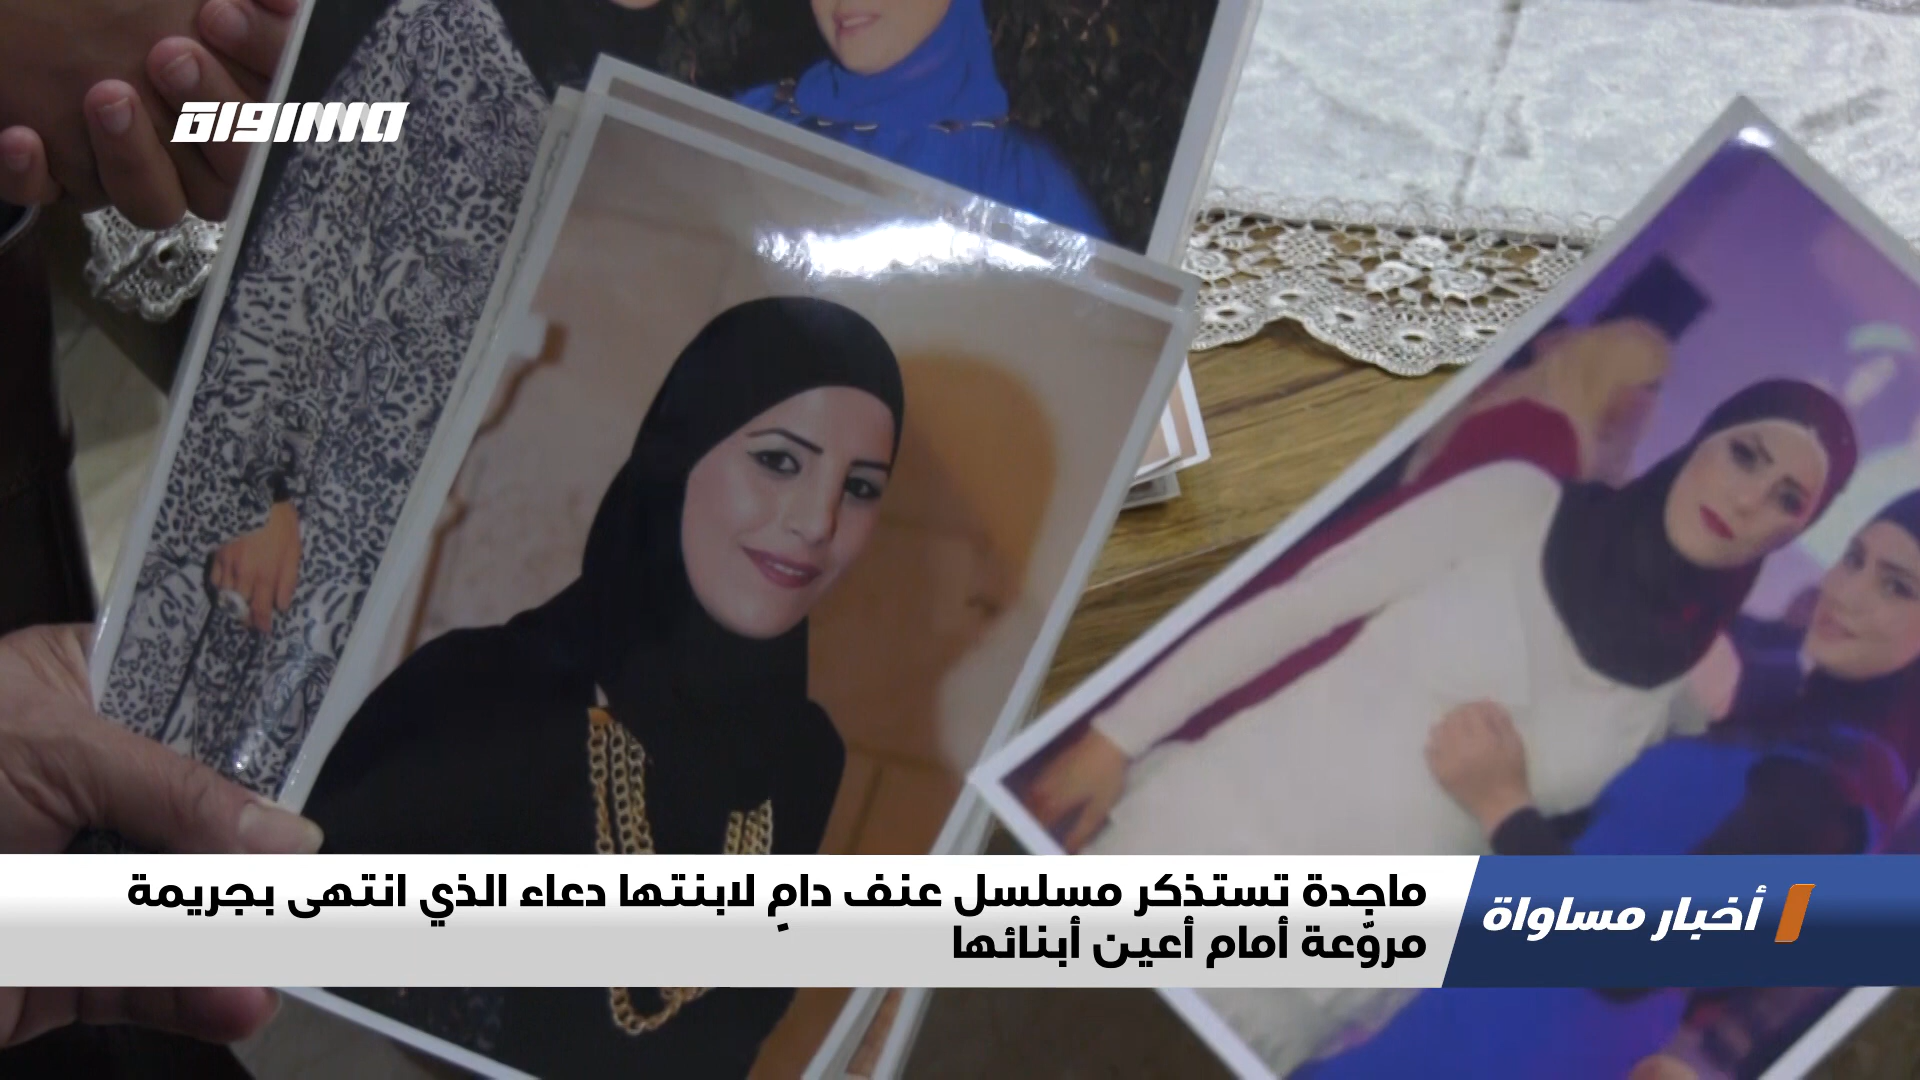 مساواة
ماجدة تستذكر مسلسل عنف دامٍ لابنتها دعاء الذي انتهى بجريمة
مروّعة أمام أعين أبنائها
أخبار مساواة